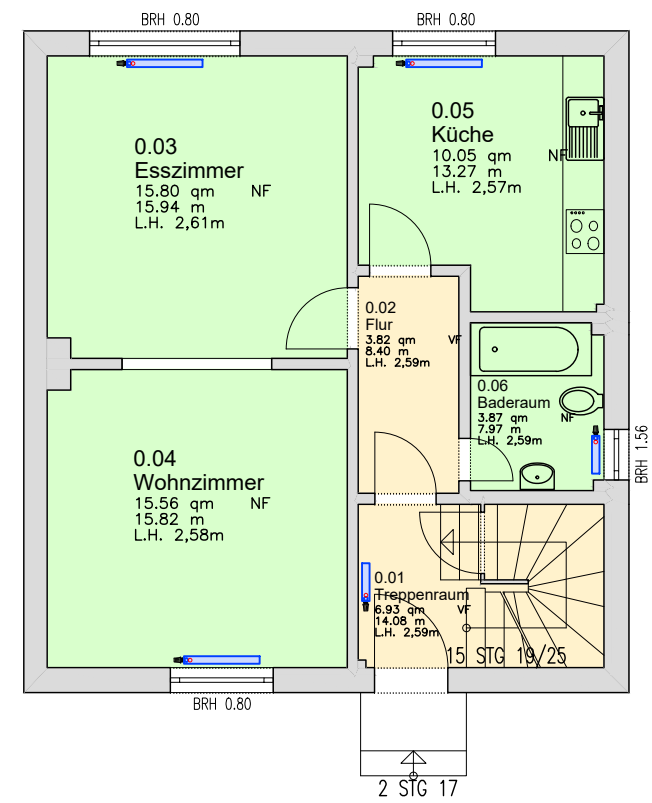 BRH 0.80
BRH 0.80
0.03
Esszimmer
15.80 qm NF
15.94 m
L.H. 2,61m
0.05
Küche
10.05 qm NF
13.27 m
L.H. 2,57m
0.02
Flur
3.82 qm VF
8.40 m
L.H. 2,59m
0.06
Baderaum
3.87 qm NF
7.97 m
L.H. 2,59m
BRH 1.56
0.04
Wohnzimmer
15.56 qm NF
15.82 m
L.H. 2,58m
0.01
Treppenraum
6.93 qm VF
14.08 m
L.H. 2,59m
15 STG 19/25
BRH 0.80
2 STG 17